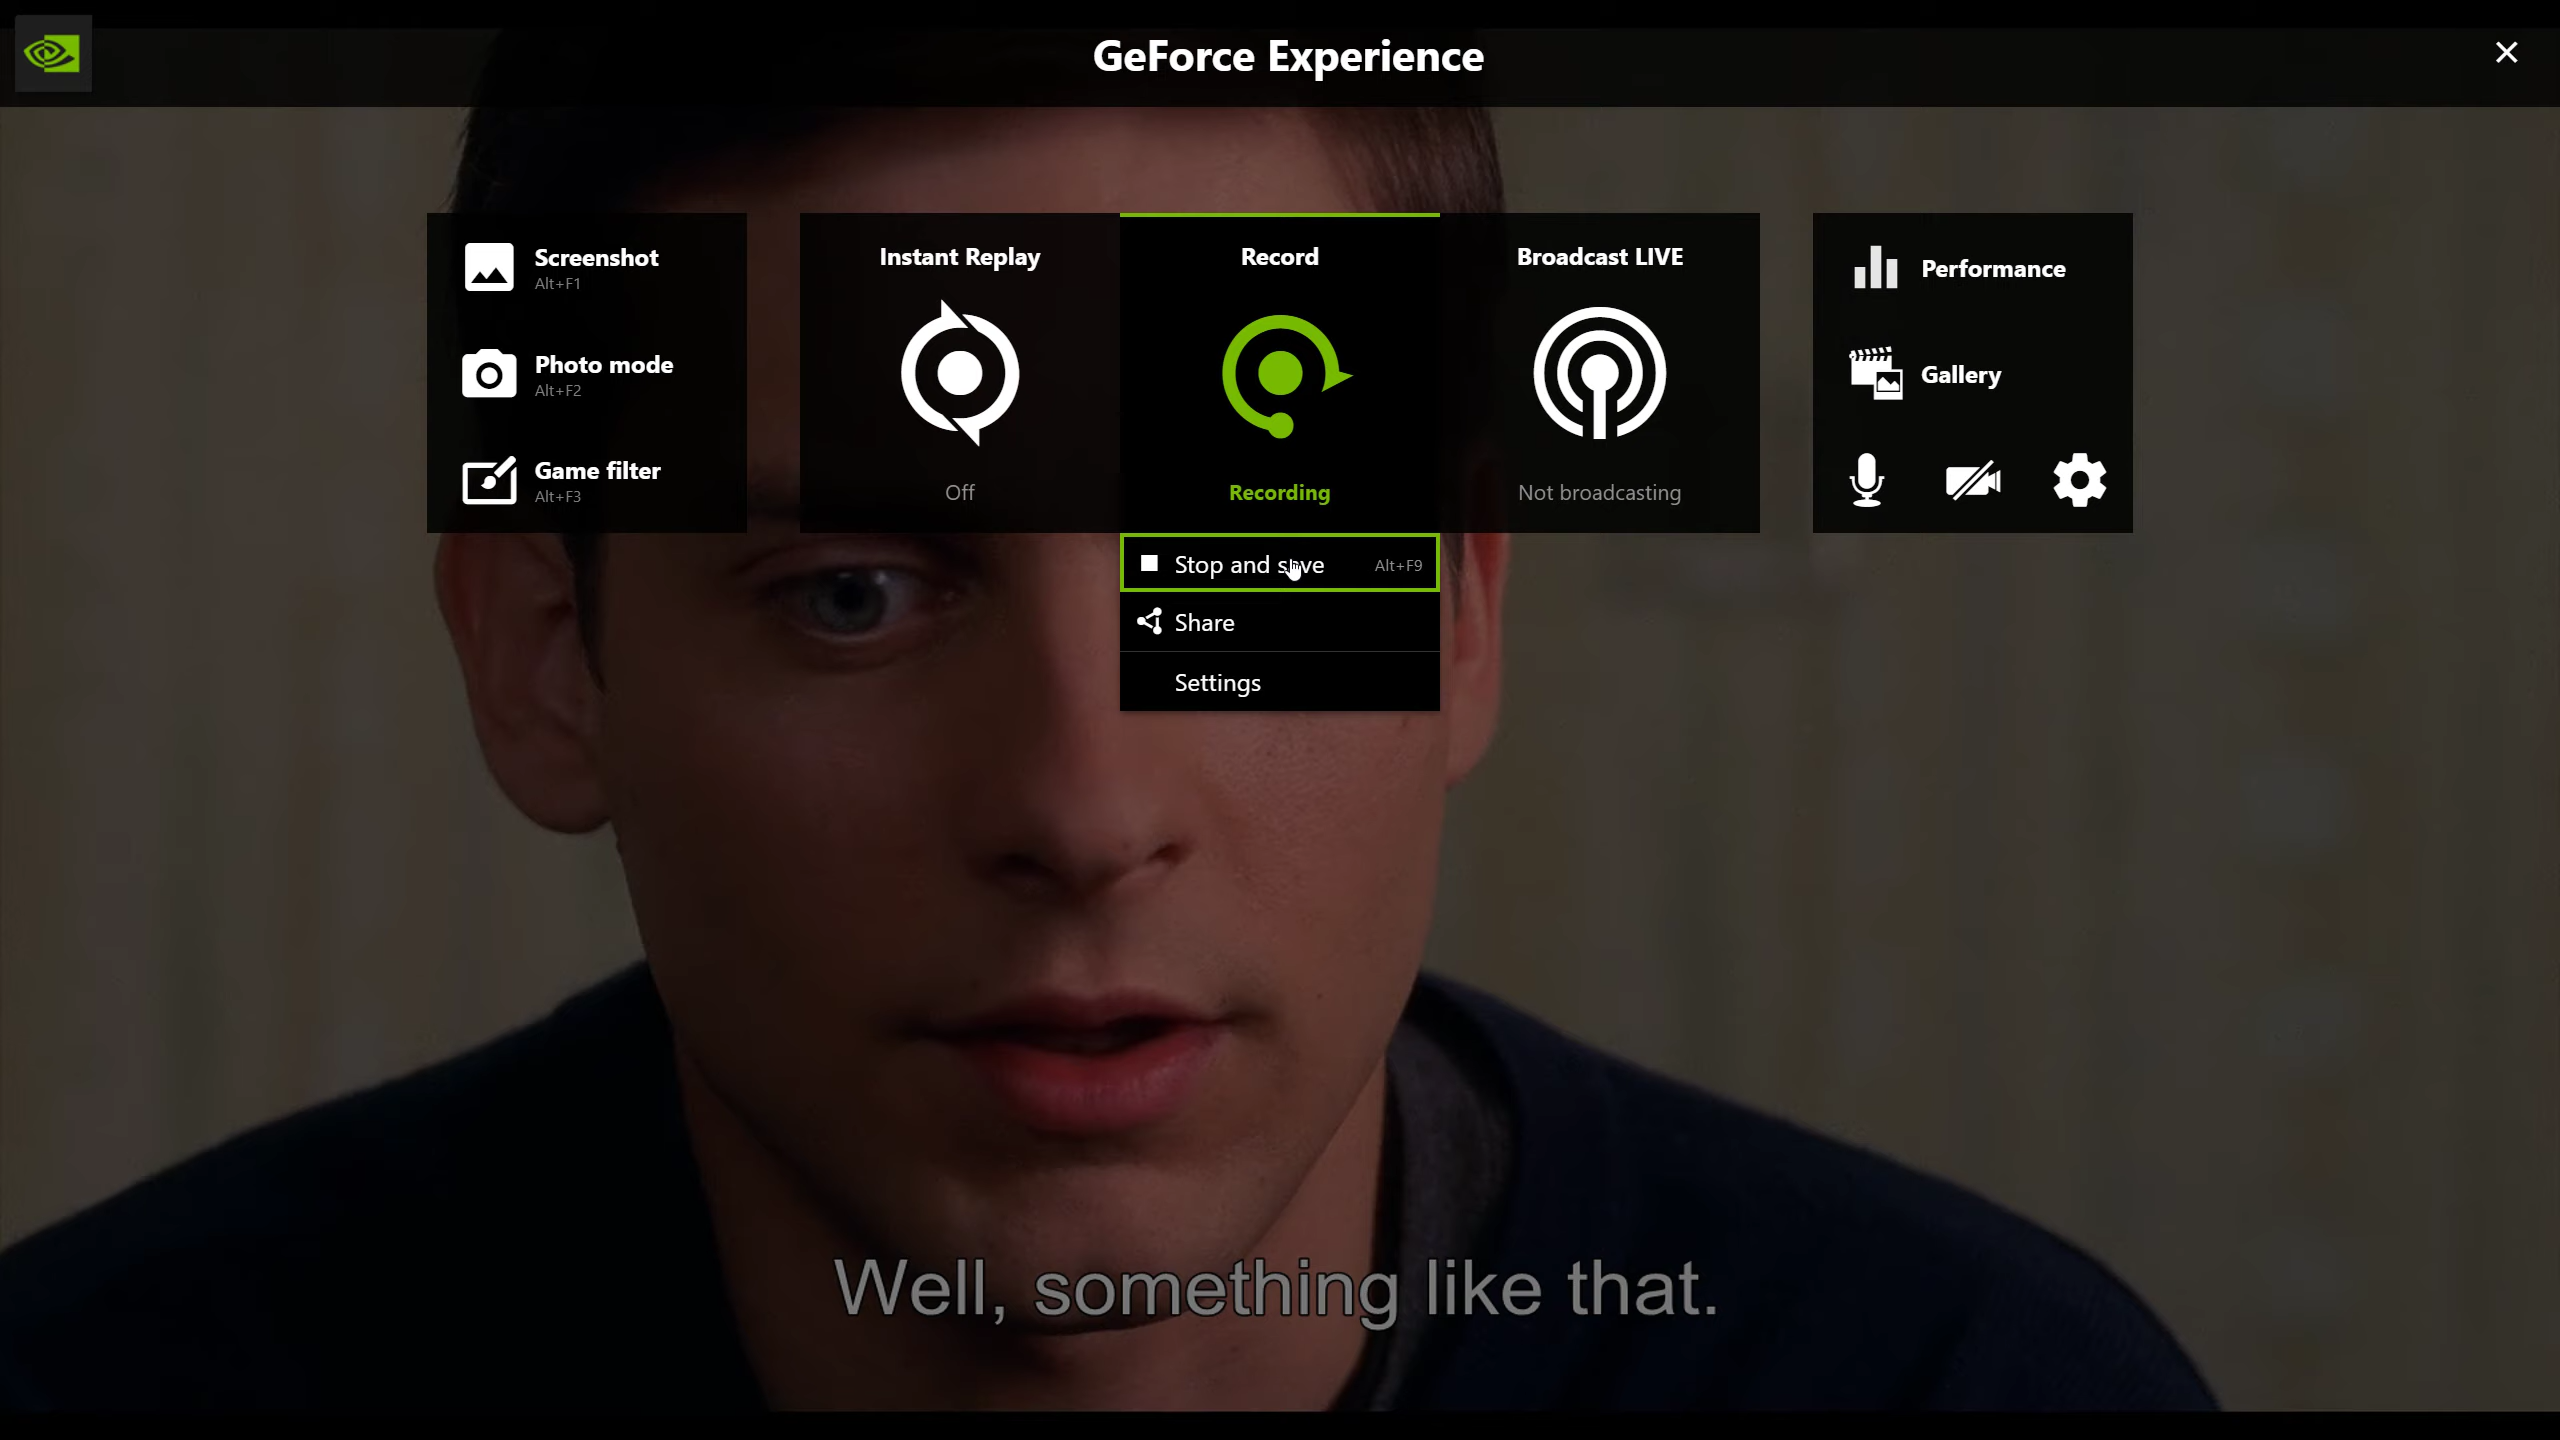 GeForce Experience
Screenshot
Alt+F1
Photo mode
Alt+F2
Game filter
Alt+F3
Instant Replay
Off
Record
Recording
Broadcast LIVE
Not broadcasting
Performance
Gallery
Stop and save Alt+F9
Share
Settings
Well, something like that.